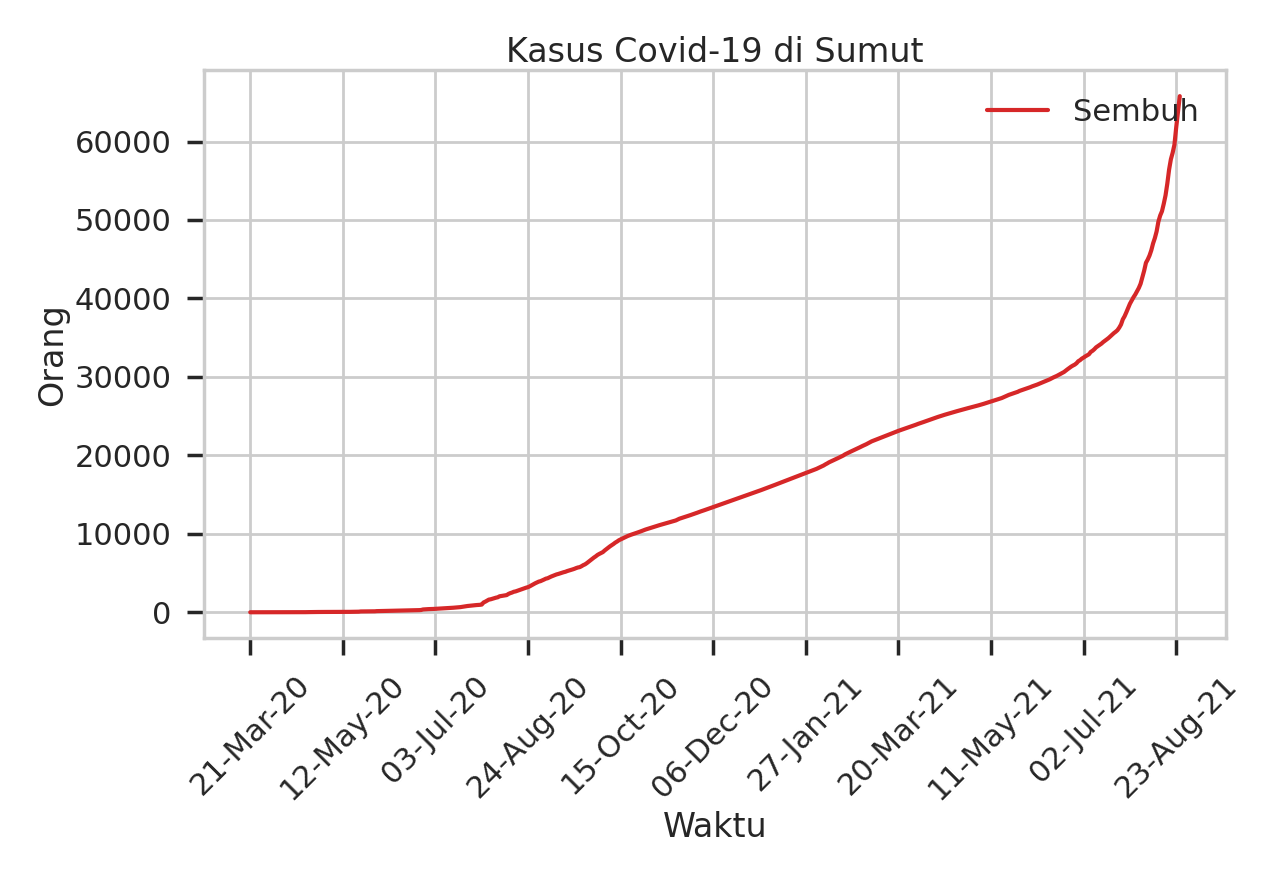 Kasus Covid-19 di Sumut
Sembuh
60000
50000
40000
30000
20000
10000
0
Orang
21-Mar-20
12-May-20
03-Jul-20
24-Aug-20
15-Oct-20
06-Dec-20
27-Jan-21
20-Mar-21
11-May-21
02-Jul-21
23-Aug-21
Waktu